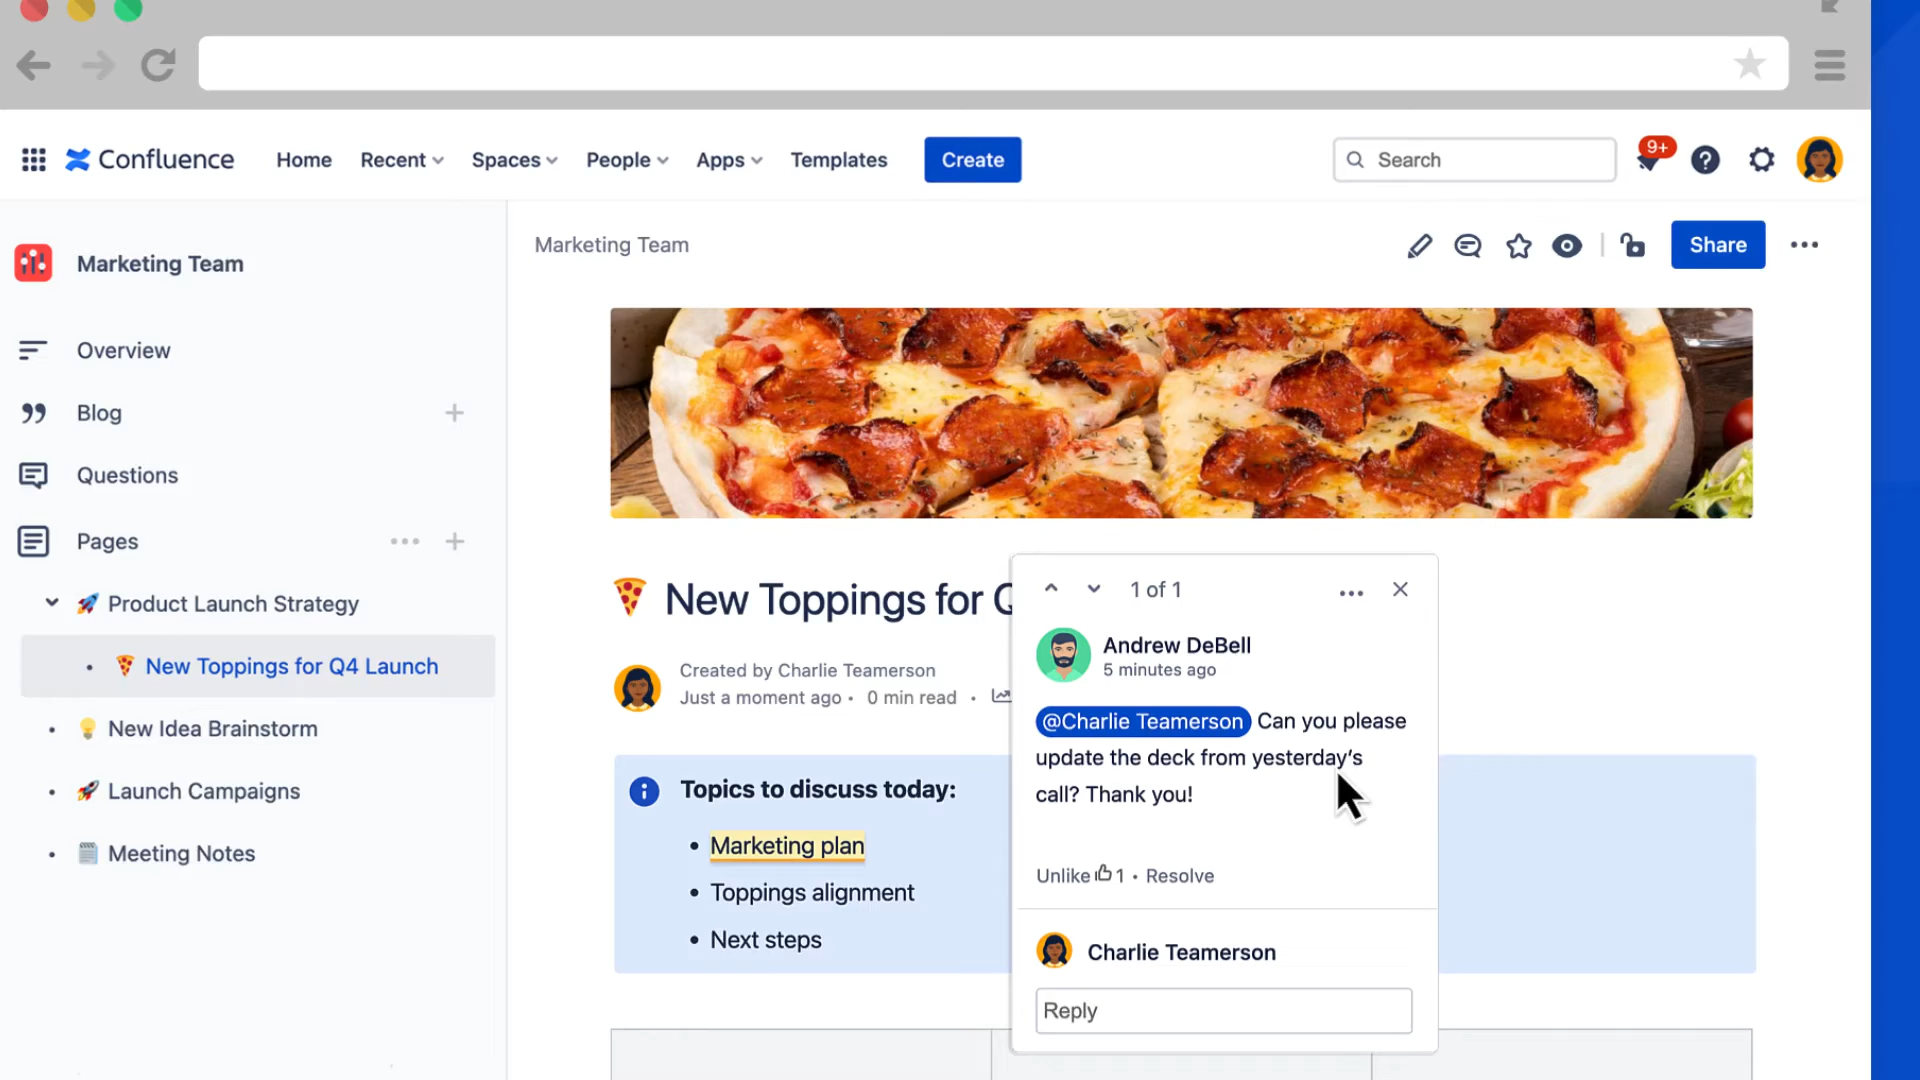 Confluence Home Recent Spaces People Apps Templates Create Search 9+
Marketing Team
Overview
Blog
Questions
Pages
Product Launch Strategy
New Toppings for Q4 Launch
New Idea Brainstorm
Launch Campaigns
Meeting Notes
Marketing Team Share
New Toppings for Q
Created by Charlie Teamerson
Just a moment ago • 0 min read •
Topics to discuss today:
• Marketing plan
• Toppings alignment
• Next steps
1 of 1
Andrew DeBell
5 minutes ago
@Charlie Teamerson Can you please
update the deck from yesterday’s
call? Thank you!
Unlike 1 • Resolve
Charlie Teamerson
Reply